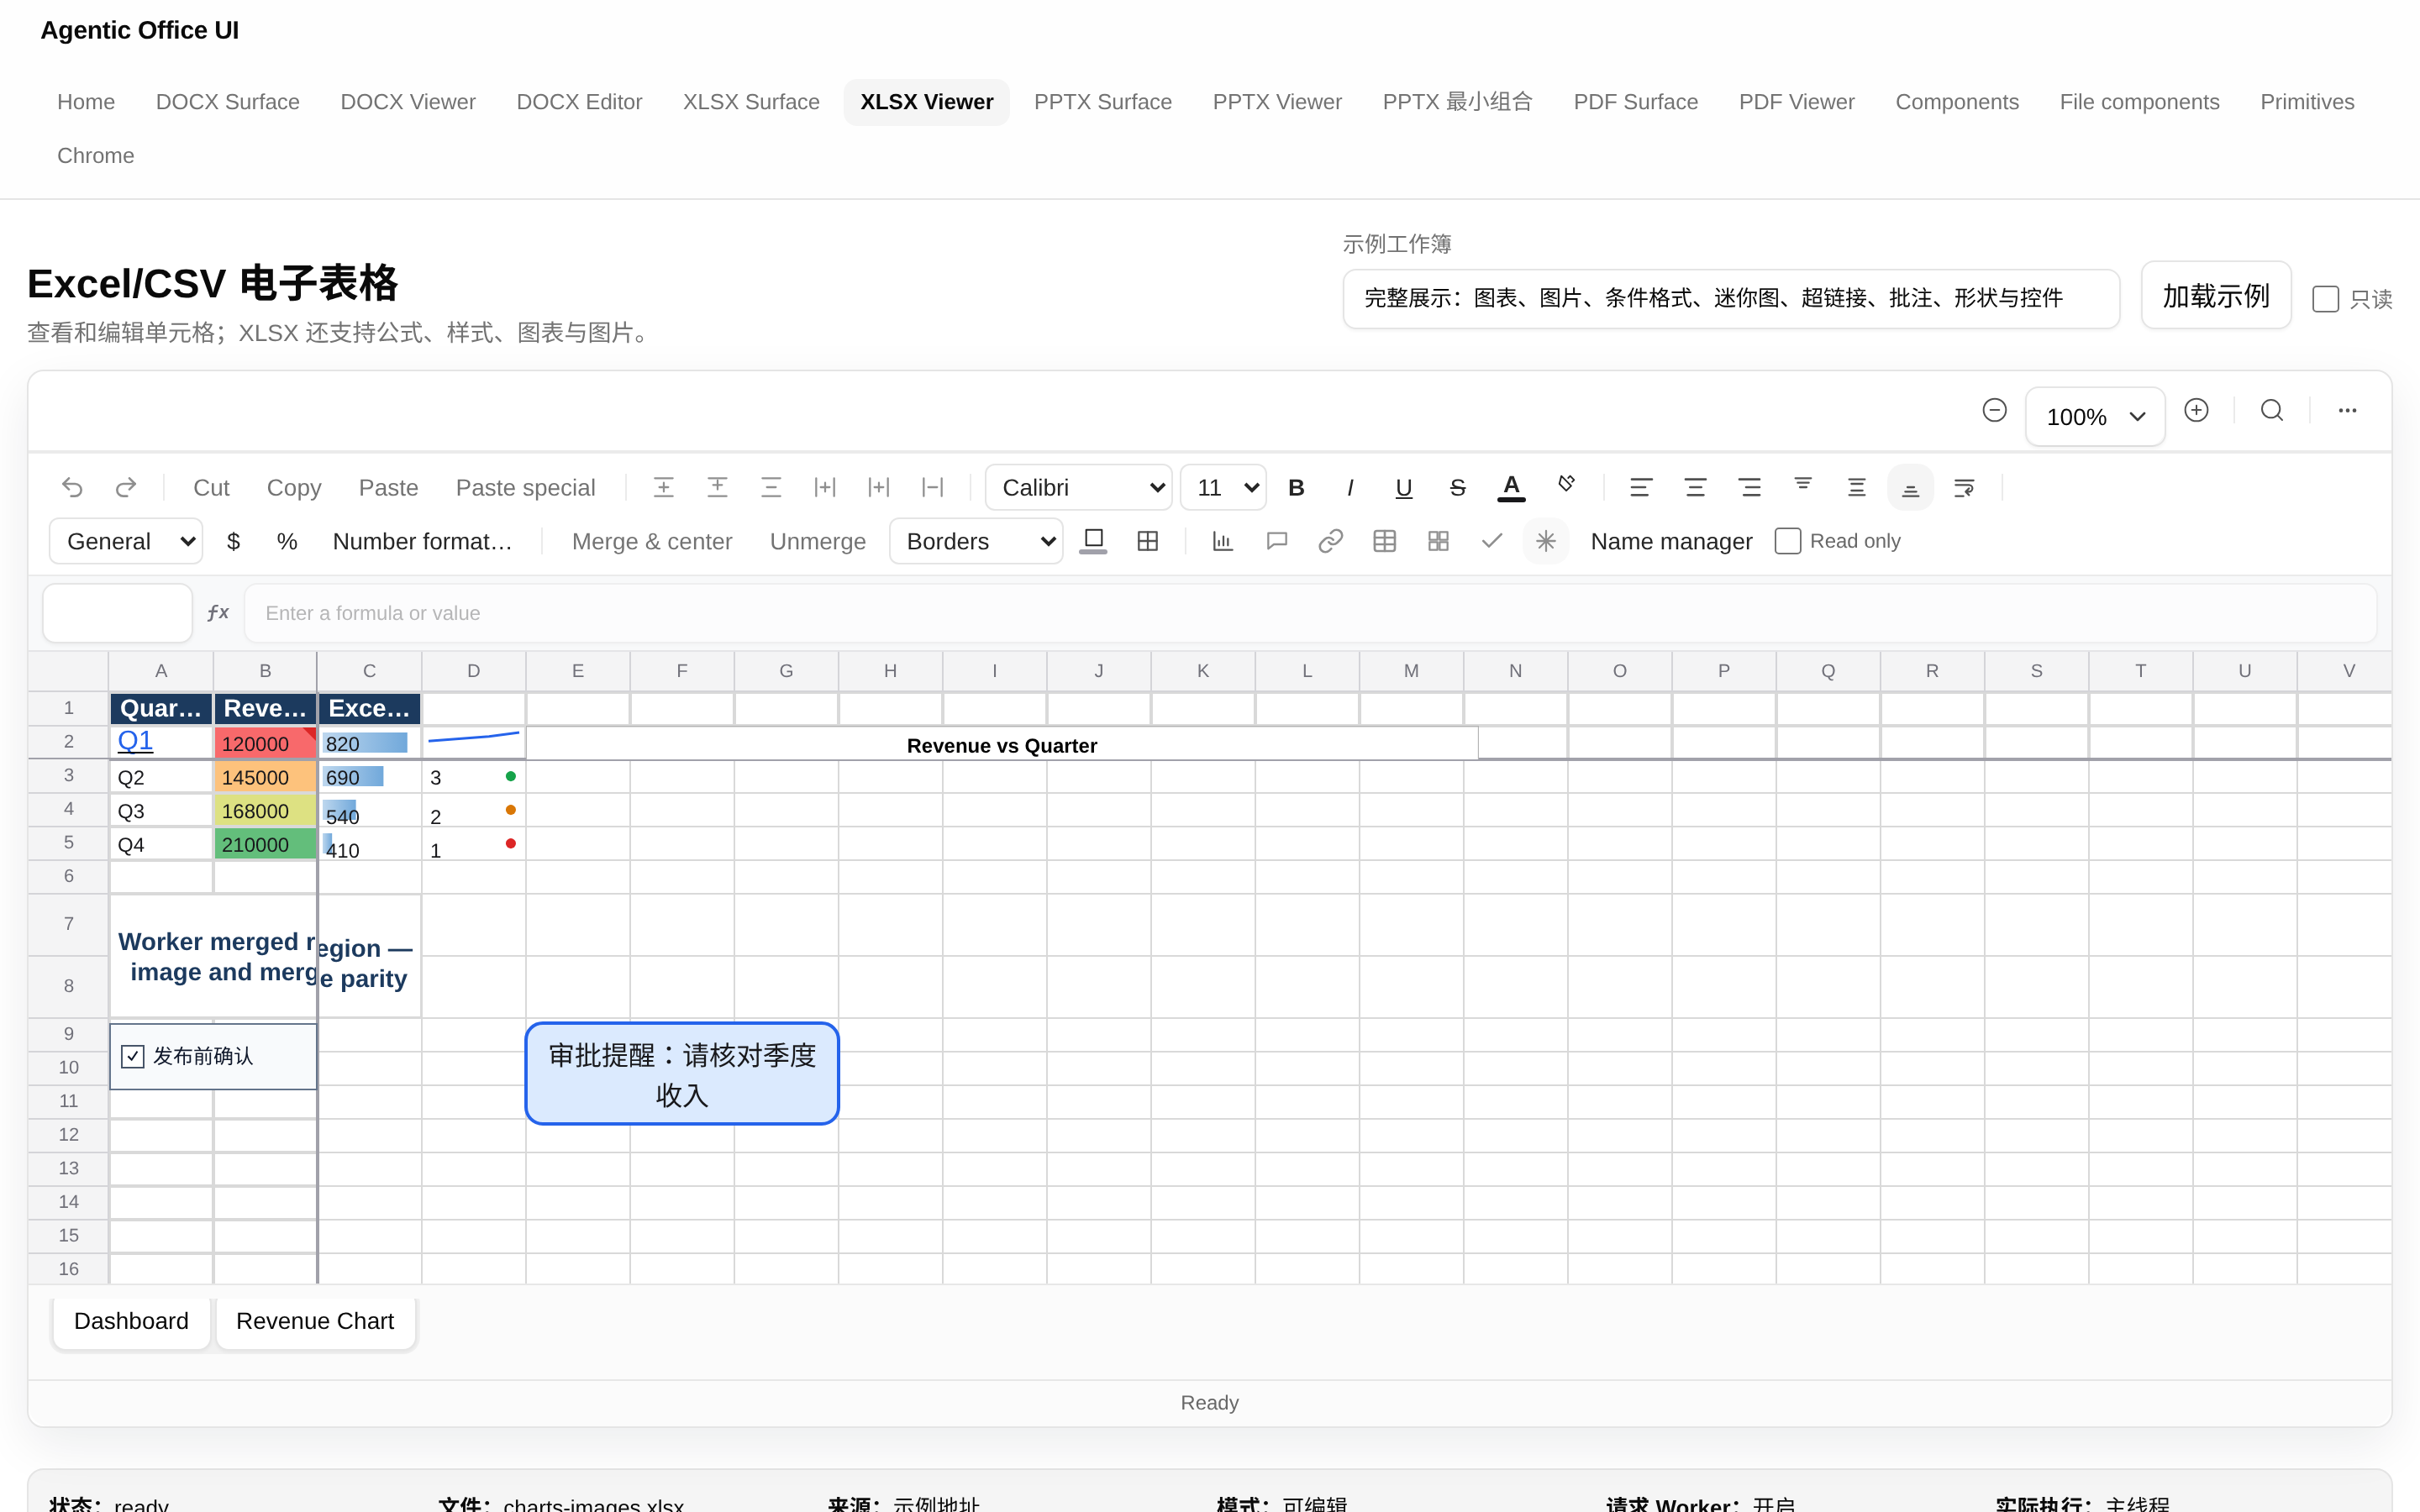 Agentic Office UI
Home DOCX Surface DOCX Viewer DOCX Editor XLSX Surface XLSX Viewer PPTX Surface PPTX Viewer PPTX 最小组合 PDF Surface PDF Viewer Components File components Primitives
Chrome
示例工作簿
Excel/CSV 电子表格
完整展示：图表、图片、条件格式、迷你图、超链接、批注、形状与控件 加载示例 只读
查看和编辑单元格；XLSX 还支持公式、样式、图表与图片。
100%
Cut Copy Paste Paste special Calibri 11 B I U S A
General $ % Number format… Merge & center Unmerge Borders Name manager Read only
ƒx Enter a formula or value
A B C D E F G H I J K L M N O P Q R S T U V
1 Quar… Reve… Exce…
2 Q1 120000 820 Revenue vs Quarter
3 Q2 145000 690 3
4 Q3 168000 540 2
5 Q4 210000 410 1
6
7 Worker merged region —
8 image and merge parity
9
发布前确认 审批提醒：请核对季度
10
收入
11
12
13
14
15
16
Dashboard Revenue Chart
Ready
状态：ready 文件：charts-images.xlsx 来源：示例地址 模式：可编辑 请求 Worker：开启 实际执行：主线程